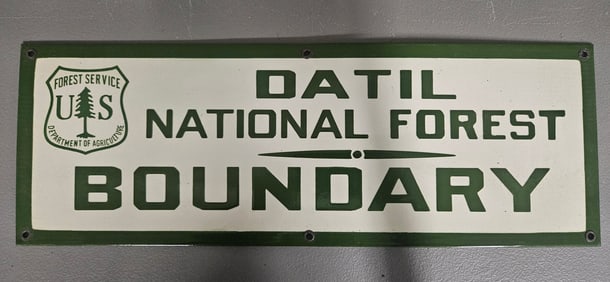 FOREST SERVICE
U S
DEPARTMENT OF AGRICULTURE
DATIL
NATIONAL FOREST
BOUNDARY